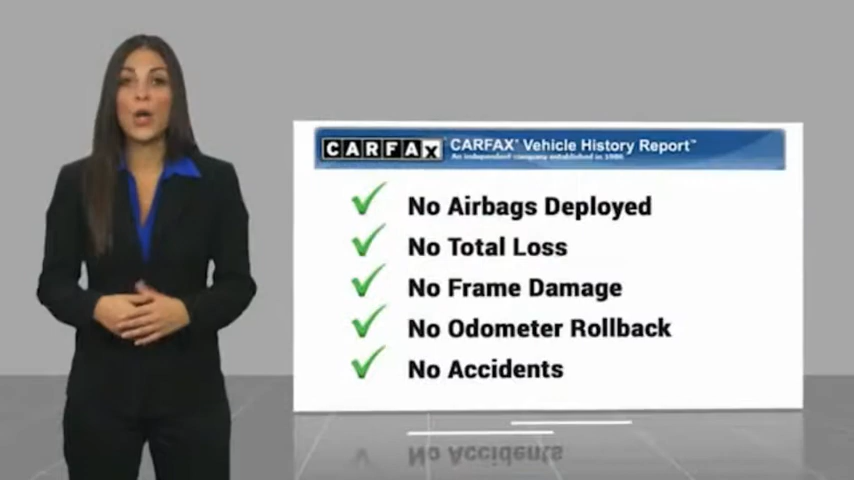 CARFAX CARFAX® Vehicle History Report™
An independent company established in 1986
No Airbags Deployed
No Total Loss
No Frame Damage
No Odometer Rollback
No Accidents
No Accidents